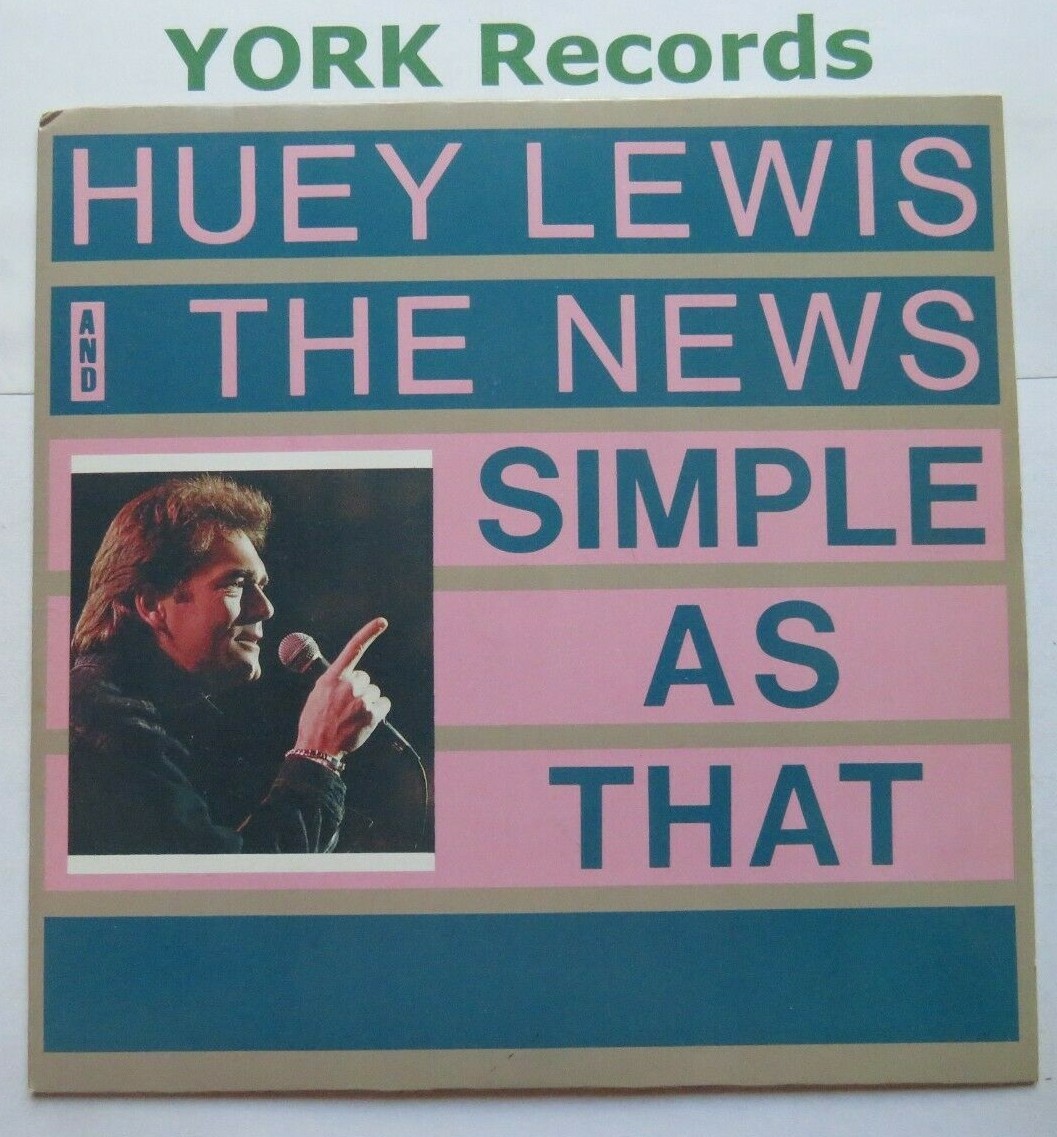 YORK Records
HUEY LEWIS
AND THE NEWS
SIMPLE
AS
THAT